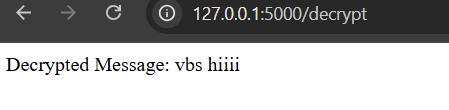 127.0.0.1:5000/decrypt
Decrypted Message: vbs hiiii